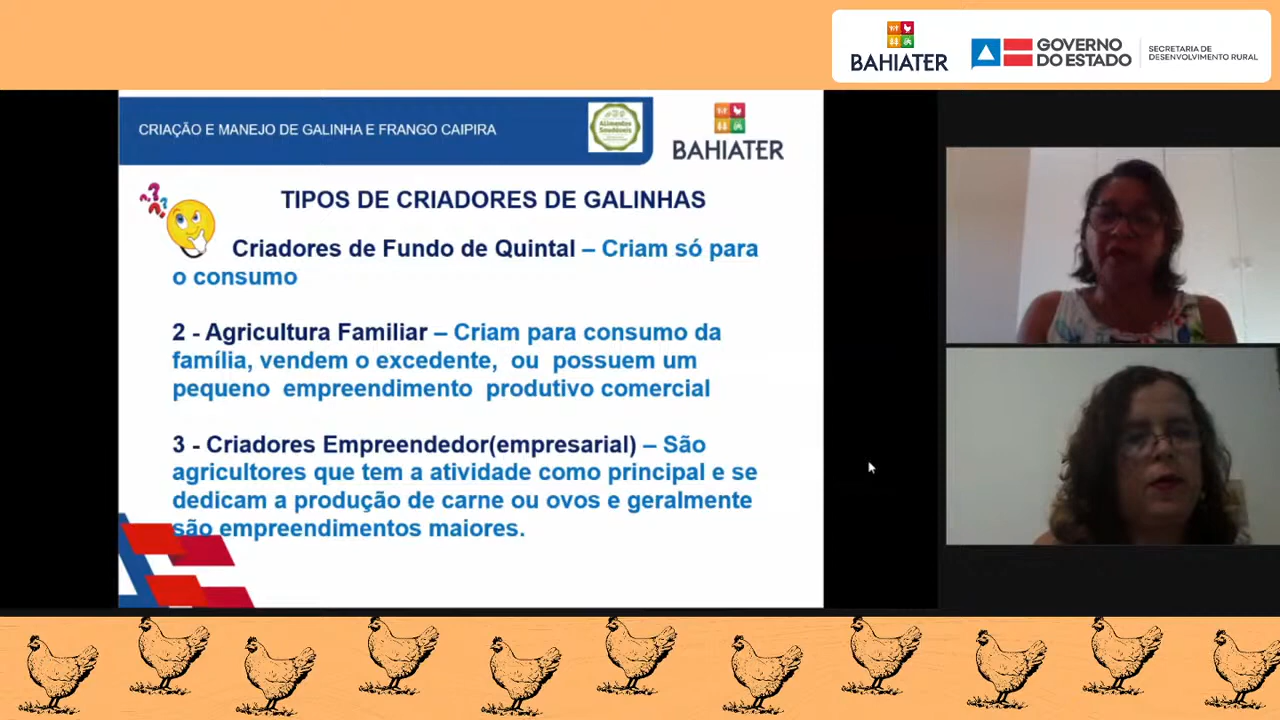 BAHIATER
GOVERNO
DO ESTADO
SECRETARIA DE
DESENVOLVIMENTO RURAL
CRIAÇÃO E MANEJO DE GALINHA E FRANGO CAIPIRA
Alimentos
Saudáveis
BAHIATER
TIPOS DE CRIADORES DE GALINHAS
Criadores de Fundo de Quintal – Criam só para
o consumo
2 - Agricultura Familiar – Criam para consumo da
família, vendem o excedente, ou possuem um
pequeno empreendimento produtivo comercial
3 - Criadores Empreendedor(empresarial) – São
agricultores que tem a atividade como principal e se
dedicam a produção de carne ou ovos e geralmente
são empreendimentos maiores.